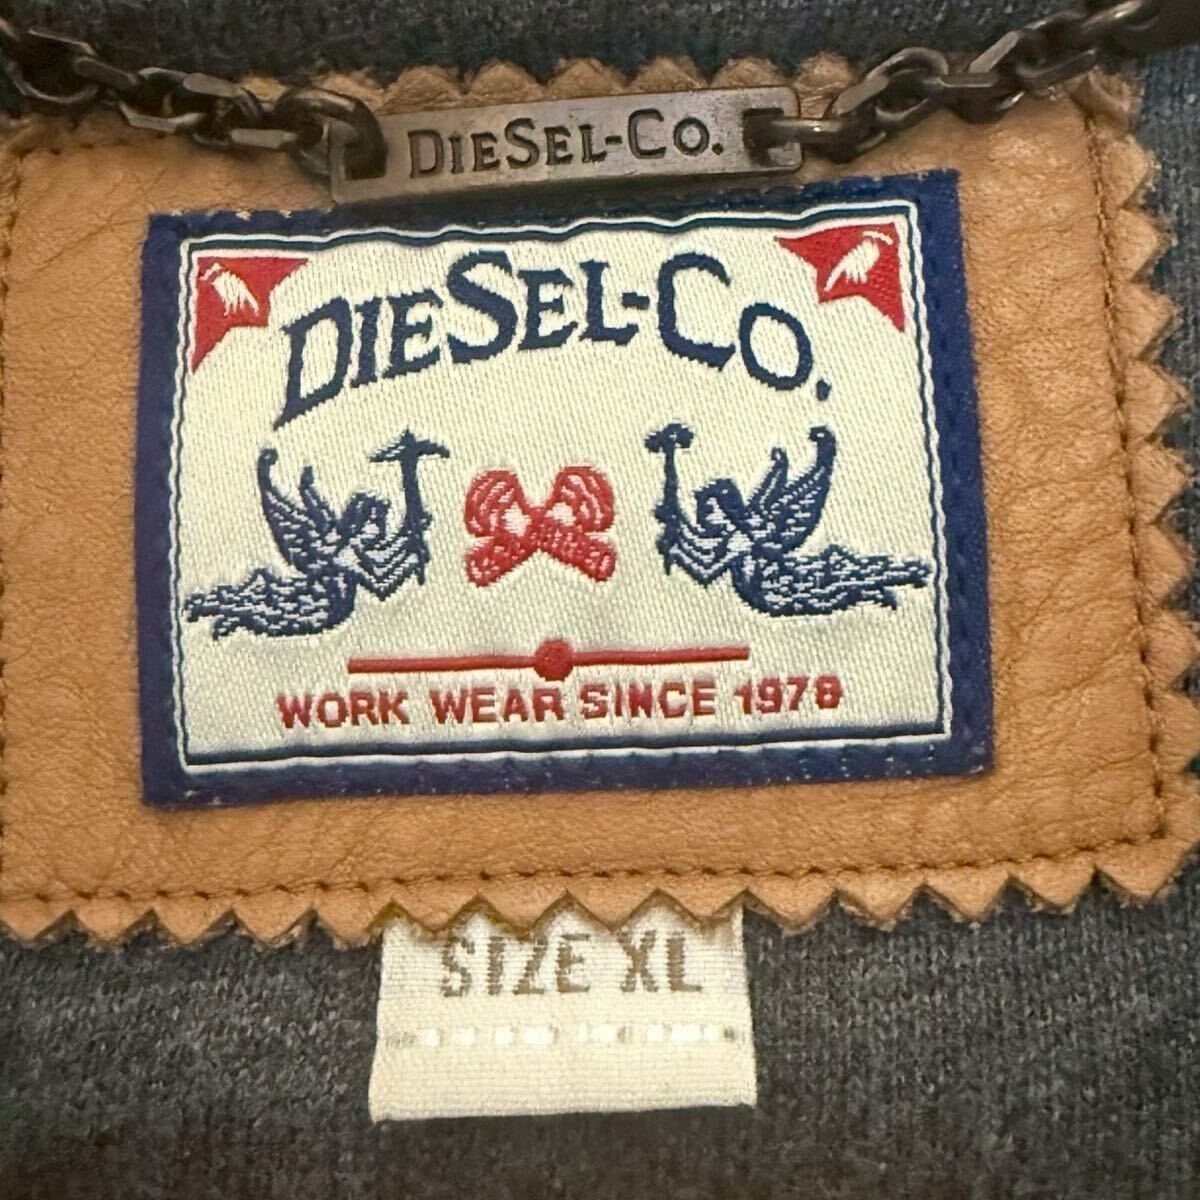 DIESEL-CO.
DIESEL-CO.
WORK WEAR SINCE 1978
SIZE XL